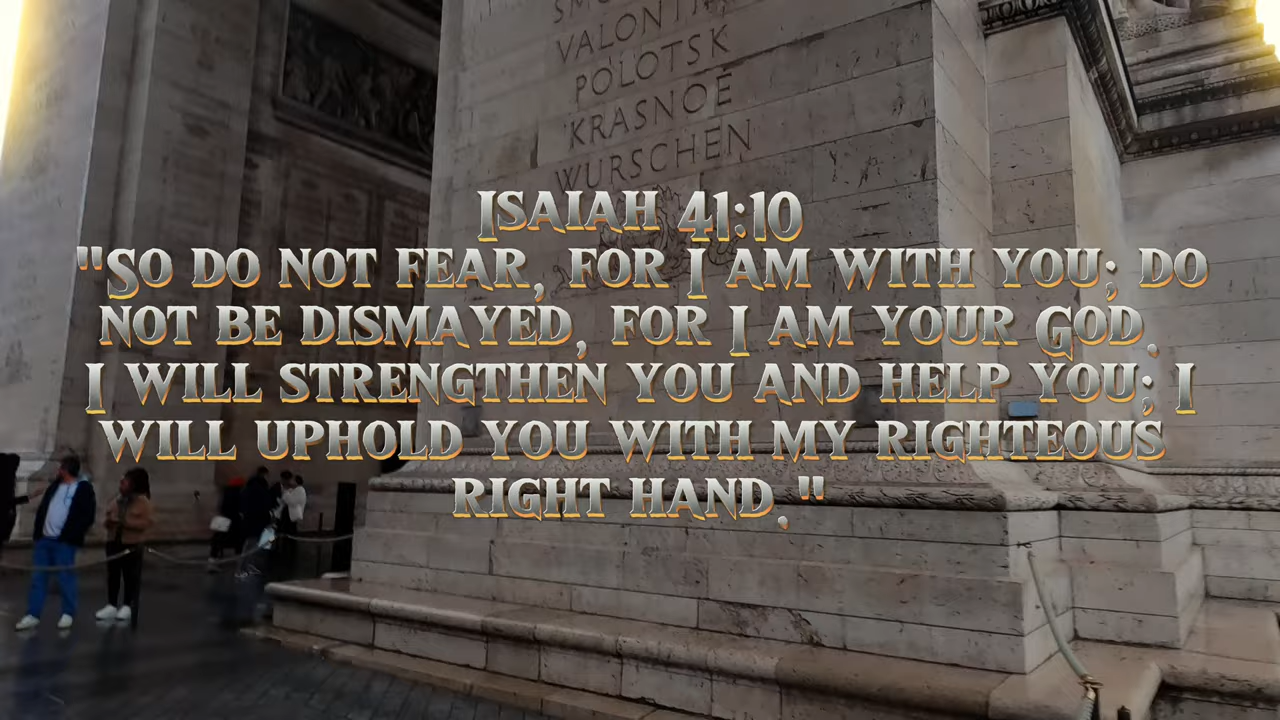 VALONTI
POLOTSK
KRASNOË
WURSCHEN
Isaiah 41:10
"So do not fear, for I am with you; do
not be dismayed, for I am your God.
I will strengthen you and help you; I
will uphold you with my righteous
right hand."